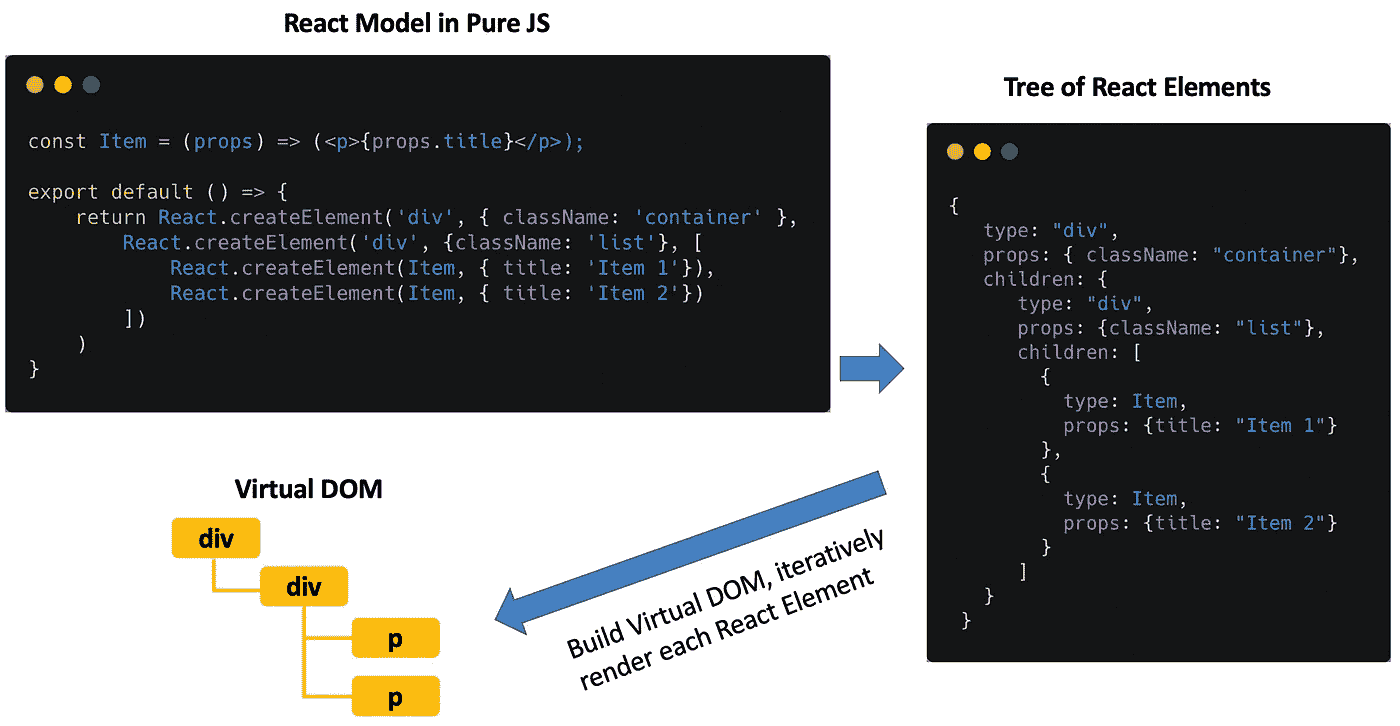 React Model in Pure JS
const Item = (props) => (<p>{props.title}</p>);
export default () => {
return React.createElement('div', { className: 'container' },
React.createElement('div', {className: 'list'}, [
React.createElement(Item, { title: 'Item 1'}),
React.createElement(Item, { title: 'Item 2'})
])
)
}
Tree of React Elements
{
type: "div",
props: { className: "container"},
children: {
type: "div",
props: {className: "list"},
children: [
{
type: Item,
props: {title: "Item 1"}
},
{
type: Item,
props: {title: "Item 2"}
}
]
}
}
Build Virtual DOM, iteratively
render each React Element
Virtual DOM
div
div
p
p